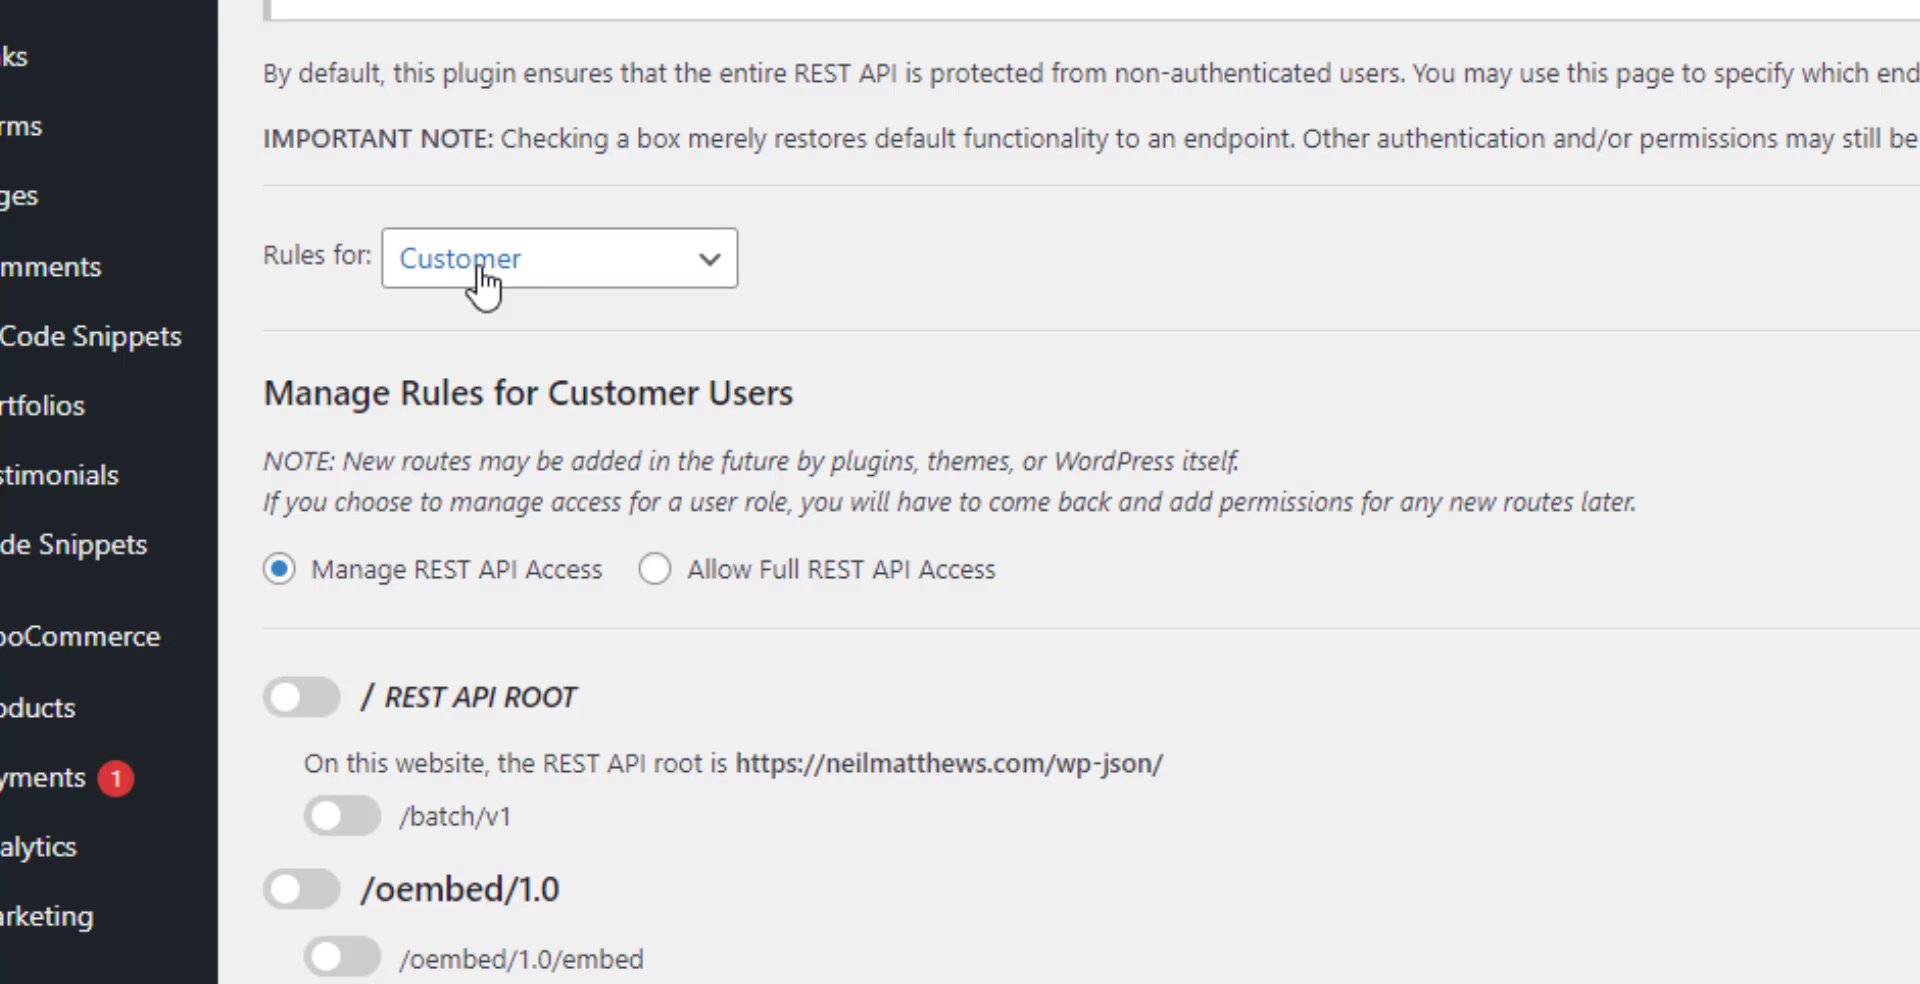 By default, this plugin ensures that the entire REST API is protected from non-authenticated users. You may use this page to specify which end
IMPORTANT NOTE: Checking a box merely restores default functionality to an endpoint. Other authentication and/or permissions may still be
Rules for: Customer
Manage Rules for Customer Users
NOTE: New routes may be added in the future by plugins, themes, or WordPress itself.
If you choose to manage access for a user role, you will have to come back and add permissions for any new routes later.
Manage REST API Access Allow Full REST API Access
/ REST API ROOT
On this website, the REST API root is https://neilmatthews.com/wp-json/
/batch/v1
/oembed/1.0
/oembed/1.0/embed
ks
rms
ges
mments
Code Snippets
rtfolios
stimonials
de Snippets
ooCommerce
oducts
yments 1
alytics
arketing